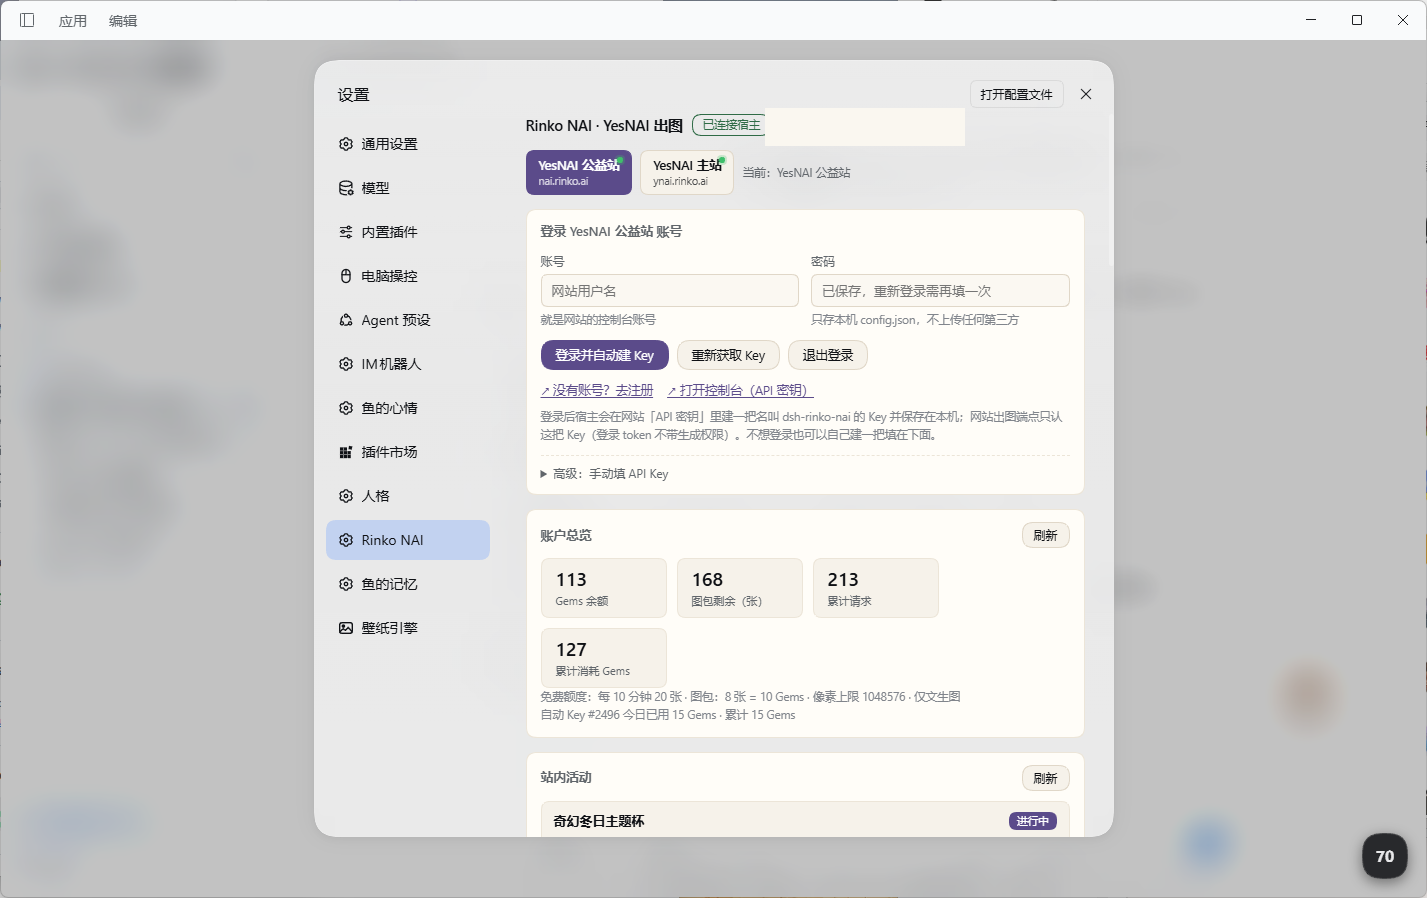 应用 编辑
设置
打开配置文件
通用设置
模型
内置插件
电脑操控
Agent 预设
IM机器人
鱼的心情
插件市场
人格
Rinko NAI
鱼的记忆
壁纸引擎
Rinko NAI · YesNAI 出图 已连接宿主
YesNAI 公益站
nai.rinko.ai
YesNAI 主站
ynai.rinko.ai
当前：YesNAI 公益站
登录 YesNAI 公益站 账号
账号
网站用户名
就是网站的控制台账号
密码
已保存，重新登录需再填一次
只存本机 config.json，不上传任何第三方
登录并自动建 Key 重新获取 Key 退出登录
↗ 没有账号？去注册 ↗ 打开控制台（API 密钥）
登录后宿主会在网站「API 密钥」里建一把名叫 dsh-rinko-nai 的 Key 并保存在本机；网站出图端点只认
这把 Key（登录 token 不带生成权限）。不想登录也可以自己建一把填在下面。
▶ 高级：手动填 API Key
账户总览 刷新
113
Gems 余额
168
图包剩余（张）
213
累计请求
127
累计消耗 Gems
免费额度：每 10 分钟 20 张 · 图包：8 张 = 10 Gems · 像素上限 1048576 · 仅文生图
自动 Key #2496 今日已用 15 Gems · 累计 15 Gems
站内活动 刷新
奇幻冬日主题杯 进行中
70